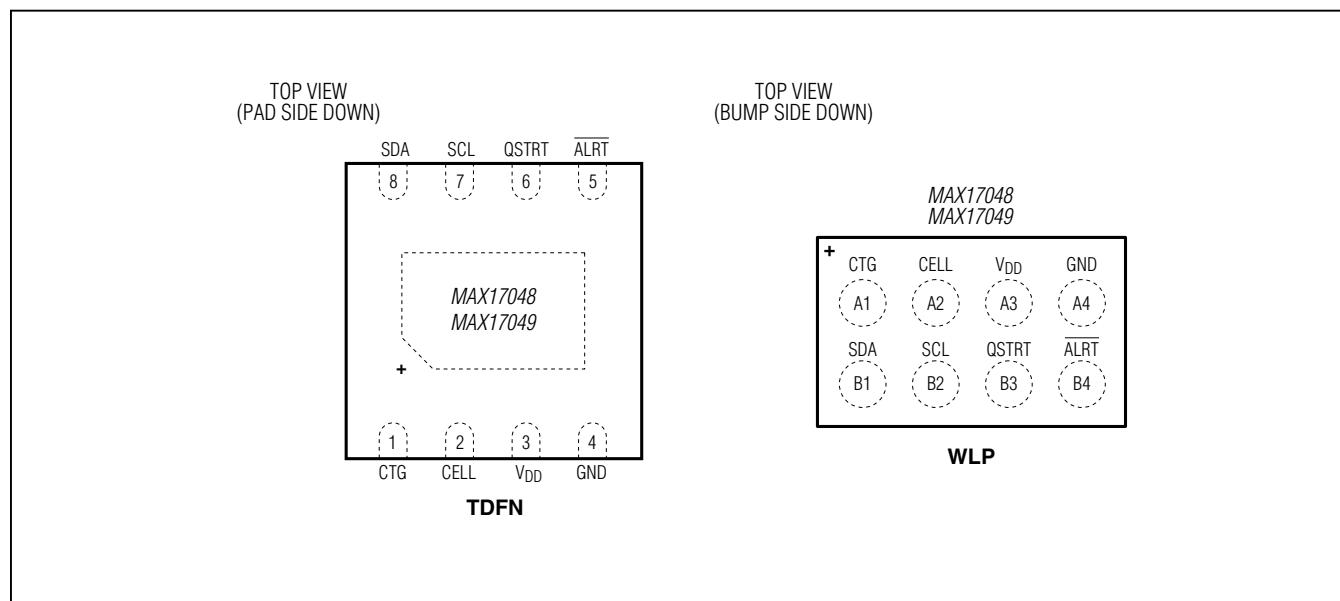 TOP VIEW
(PAD SIDE DOWN)
SDA SCL QSTRT ALRT
8 7 6 5
MAX17048
MAX17049
+
1 2 3 4
CTG CELL VDD GND
TDFN
TOP VIEW
(BUMP SIDE DOWN)
MAX17048
MAX17049
+
CTG CELL VDD GND
A1 A2 A3 A4
SDA SCL QSTRT ALRT
B1 B2 B3 B4
WLP